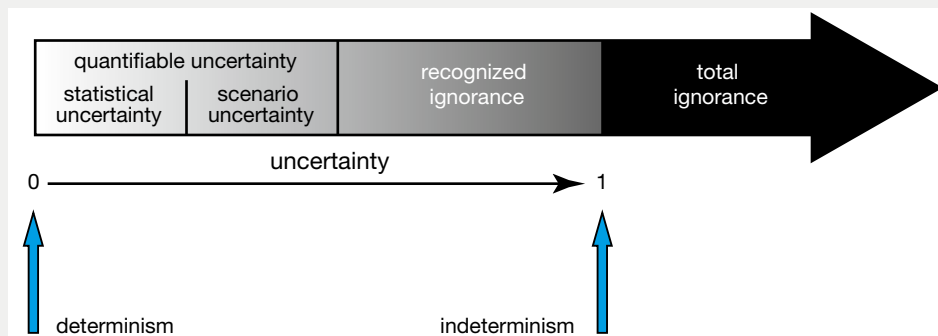 quantifiable uncertainty
statistical
uncertainty
scenario
uncertainty
recognized
ignorance
total
ignorance
uncertainty
0
1
determinism
indeterminism